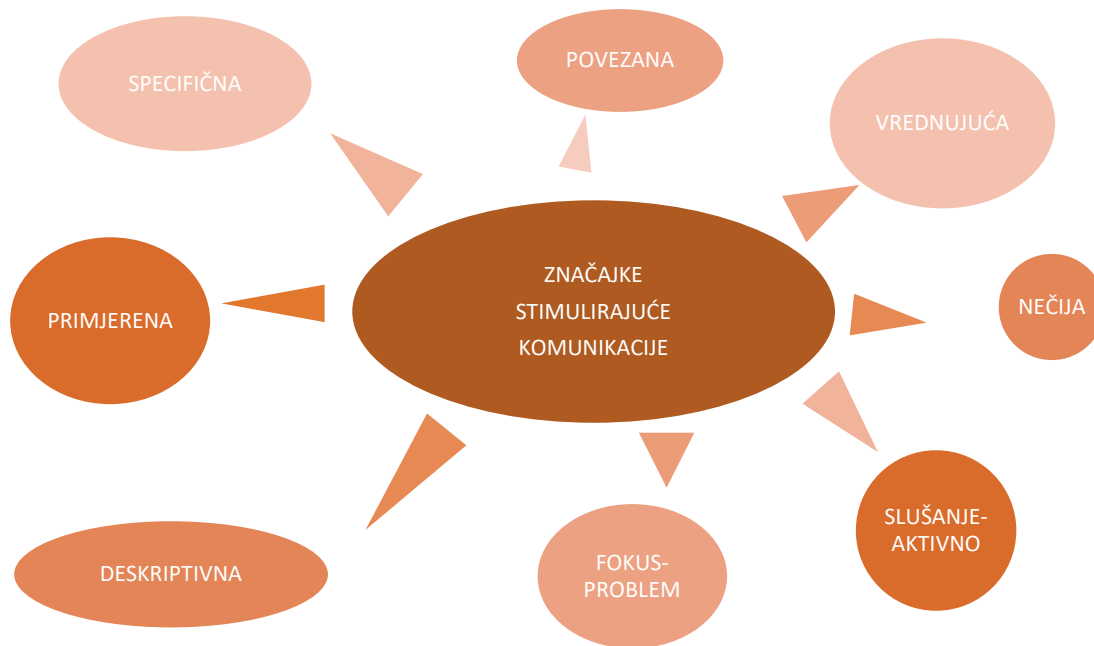 SPECIFIČNA
POVEZANA
VREDNUJUĆA
ZNAČAJKE
STIMULIRAJUĆE
KOMUNIKACIJE
PRIMJERENA
NEČIJA
SLUŠANJE-
AKTIVNO
DESKRIPTIVNA
FOKUS-
PROBLEM